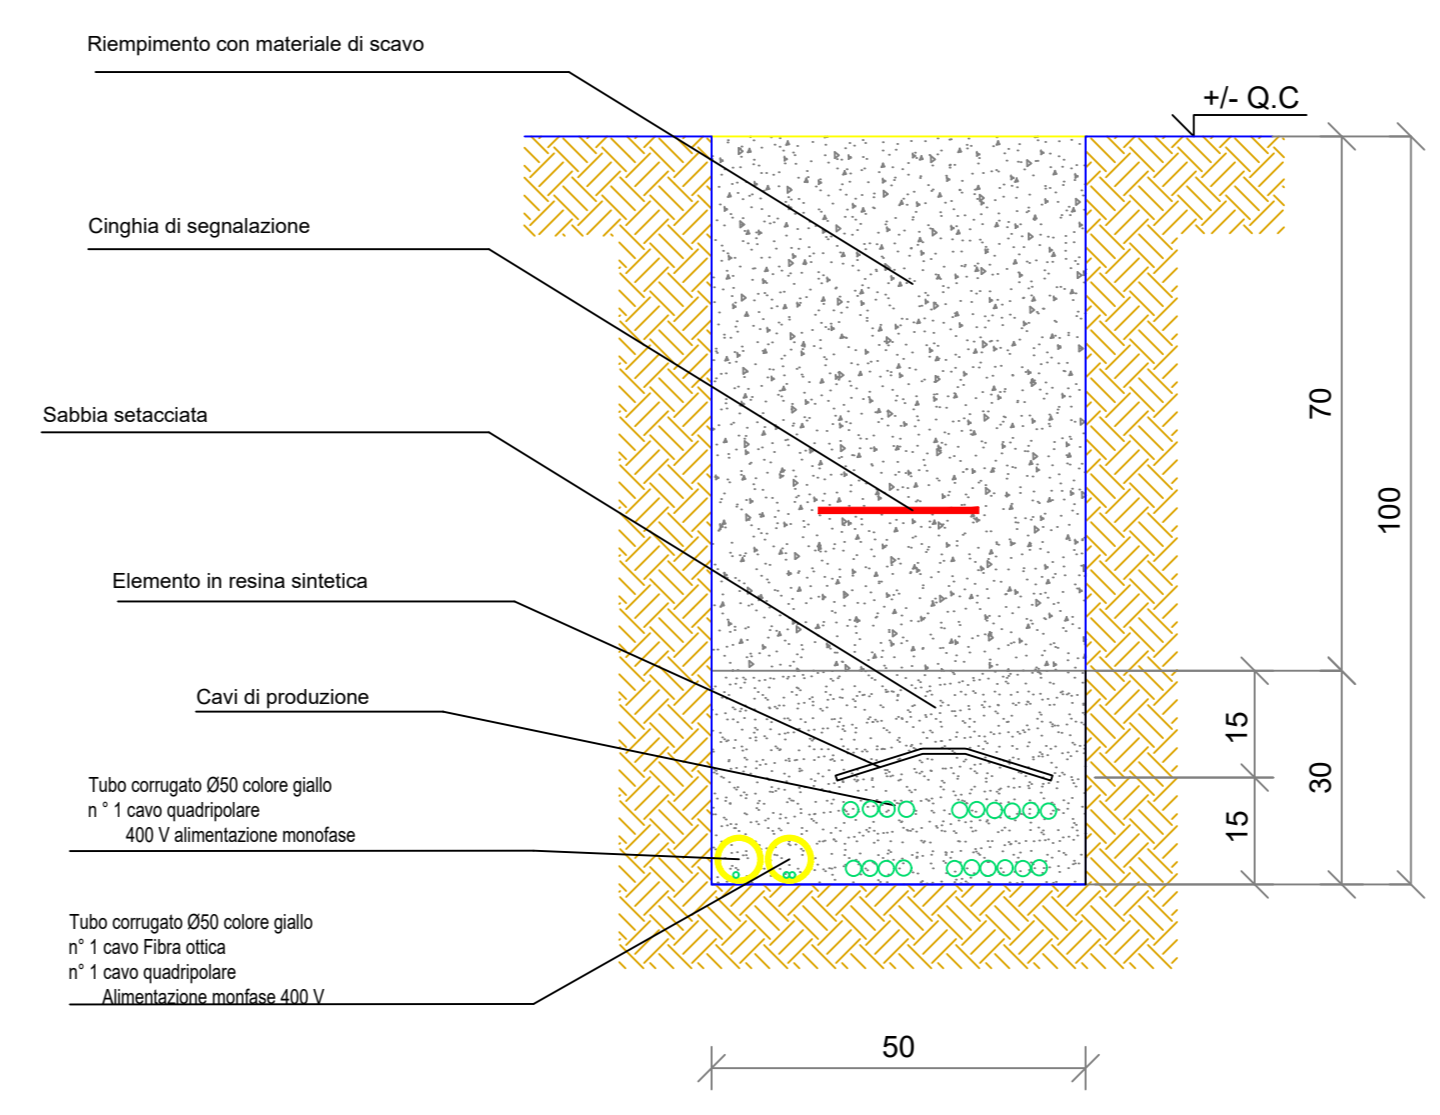 Riempimento con materiale di scavo
+/- Q.C
Cinghia di segnalazione
Sabbia setacciata
70
100
Elemento in resina sintetica
Cavi di produzione
15
30
15
Tubo corrugato Ø50 colore giallo
n ° 1 cavo quadripolare
400 V alimentazione monofase
Tubo corrugato Ø50 colore giallo
n° 1 cavo Fibra ottica
n° 1 cavo quadripolare
Alimentazione monfase 400 V
50